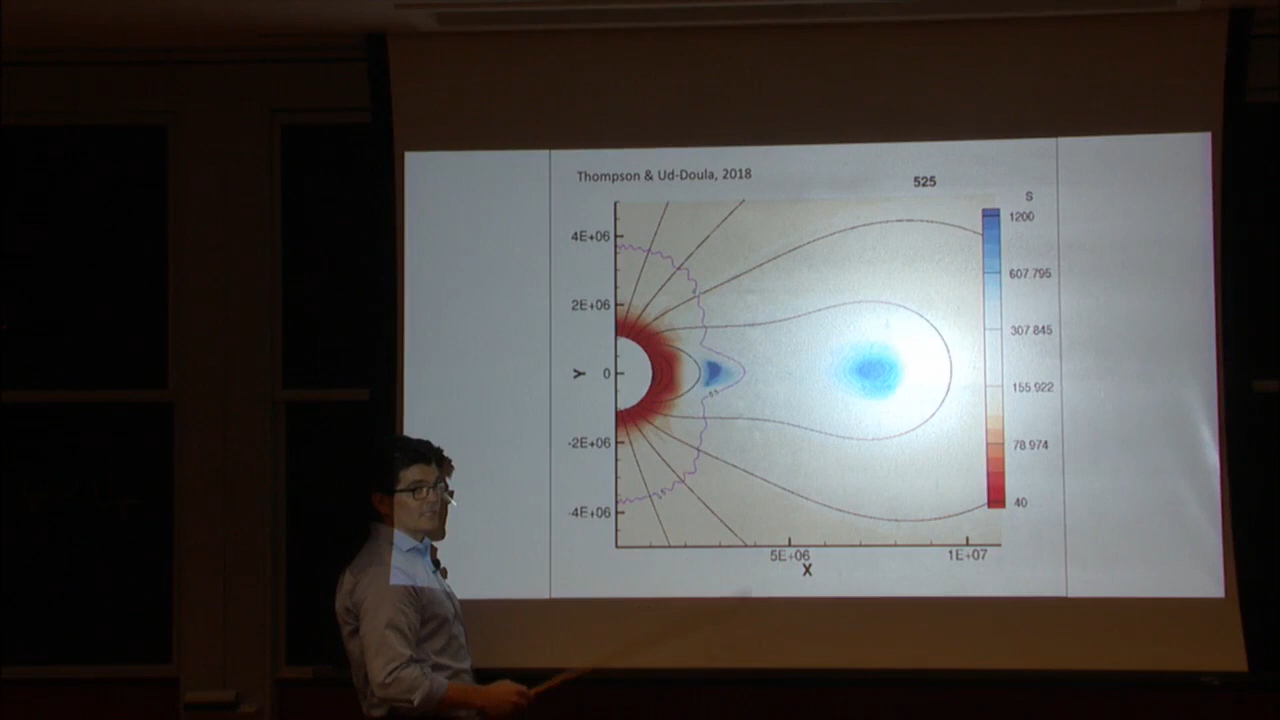 Thompson & Ud-Doula, 2018
525
S
1200
607.795
307.845
155.922
78.974
40
4E+06
2E+06
Y 0
-2E+06
-4E+06
5E+06
1E+07
X